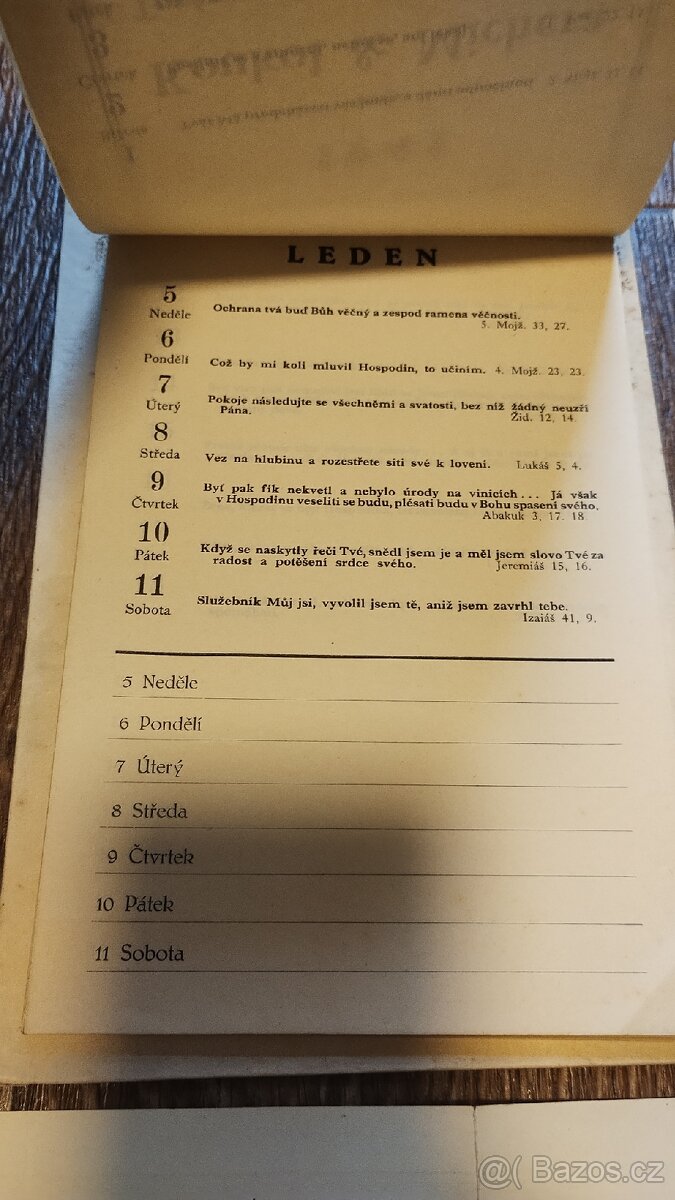 LEDEN
5
Neděle
Ochrana tvá buď Bůh věčný a zespod ramena věčnosti.
5. Mojž. 33, 27.
6
Pondělí
Což by mi koli mluvil Hospodin, to učiním. 4. Mojž. 23, 23.
7
Úterý
Pokoje následujte se všechněmi a svatosti, bez níž žádný neuzří
Pána.
Žid. 12, 14.
8
Středa
Vez na hlubinu a rozestřete síti své k lovení. Lukáš 5, 4.
9
Čtvrtek
Byť pak fík nekvetl a nebylo úrody na vinicích... Já však
v Hospodinu veseliti se budu, plésati budu v Bohu spasení svého.
Abakuk 3, 17. 18.
10
Pátek
Když se naskytly řeči Tvé, snědl jsem je a měl jsem slovo Tvé za
radost a potěšení srdce svého.
Jeremiáš 15, 16.
11
Sobota
Služebník Můj jsi, vyvolil jsem tě, aniž jsem zavrhl tebe.
Izaiáš 41, 9.
5 Neděle
6 Pondělí
7 Úterý
8 Středa
9 Čtvrtek
10 Pátek
11 Sobota
@( Bazos.cz